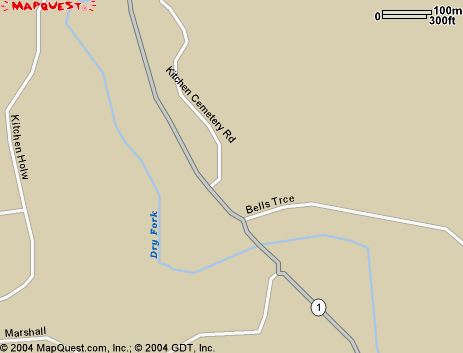 MAPQUEST
100m
0
300ft
Kitchen Cemetery Rd
Kitchen Holw
Bells Trce
Dry Fork
1
Marshall
© 2004 MapQuest.com, Inc.; © 2004 GDT, Inc.